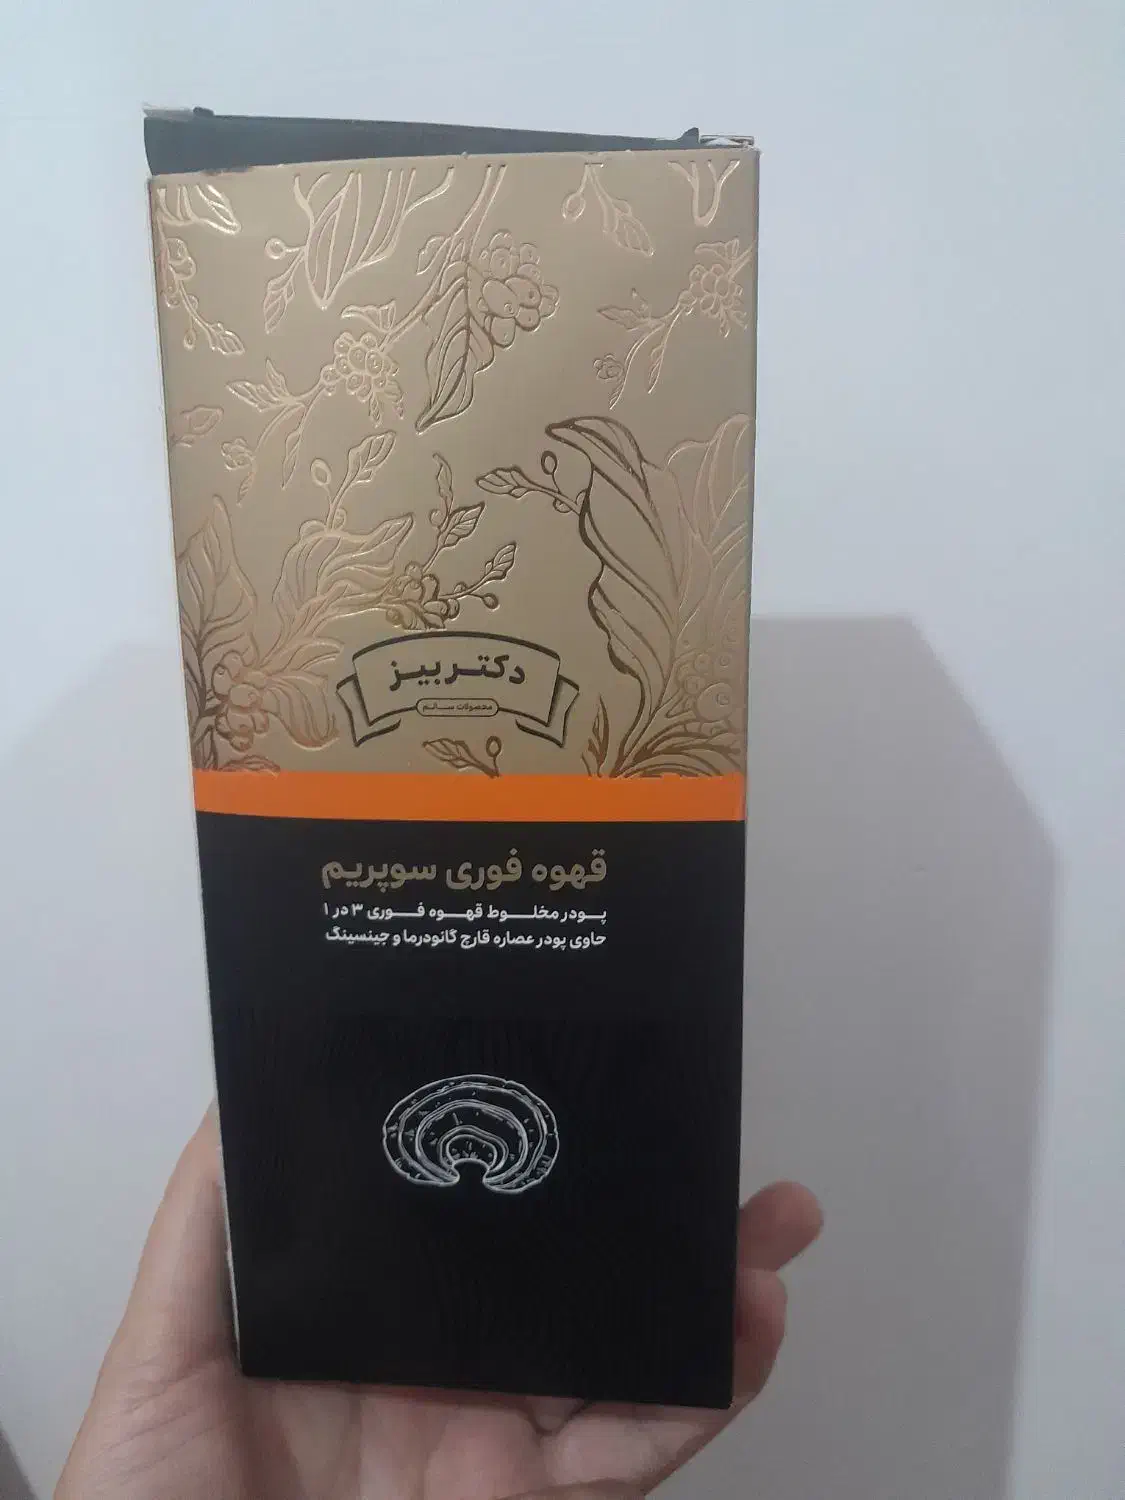 دکتر بیز
محصولات سالم
قهوه فوری سوپریم
پودر مخلوط قهوه فوری ۳ در ۱
حاوی پودر عصاره قارچ گانودرما و جینسینگ